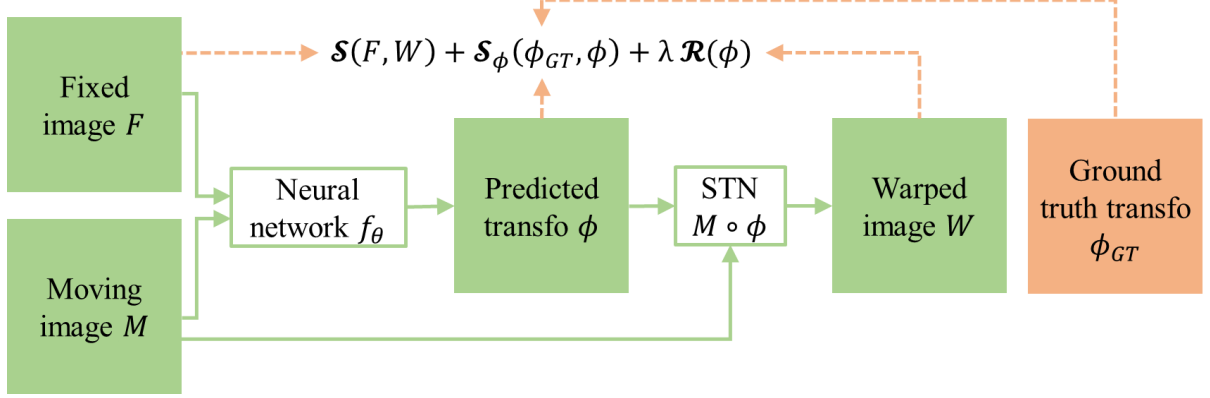 𝓢(F, W) + 𝓢_ϕ(ϕ_GT, ϕ) + λ 𝓡(ϕ)
Fixed
image F
Moving
image M
Neural
network f_θ
Predicted
transfo ϕ
STN
M ∘ ϕ
Warped
image W
Ground
truth transfo
ϕ_GT